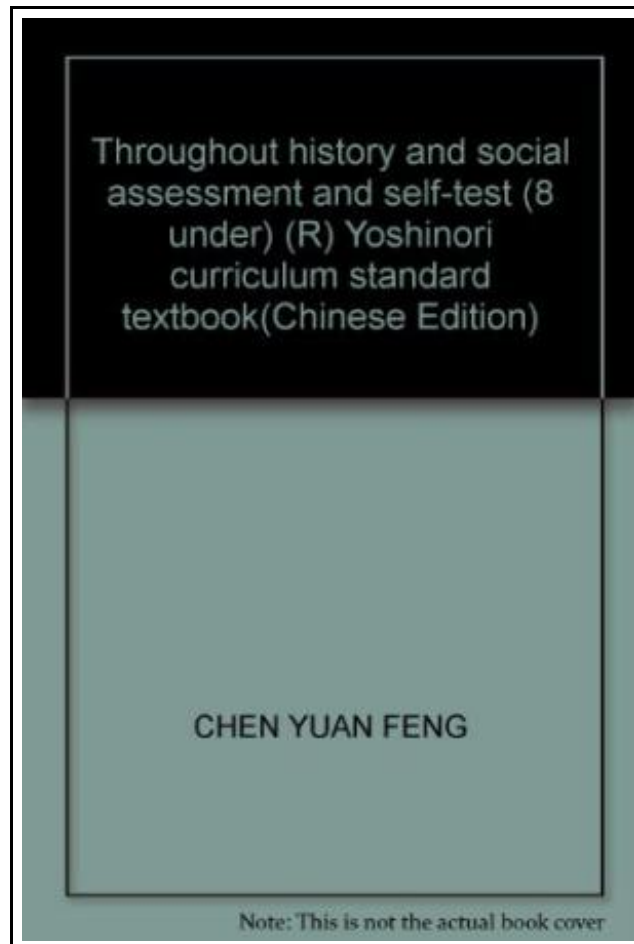 Throughout history and social
assessment and self-test (8
under) (R) Yoshinori
curriculum standard
textbook(Chinese Edition)
CHEN YUAN FENG
Note: This is not the actual book cover